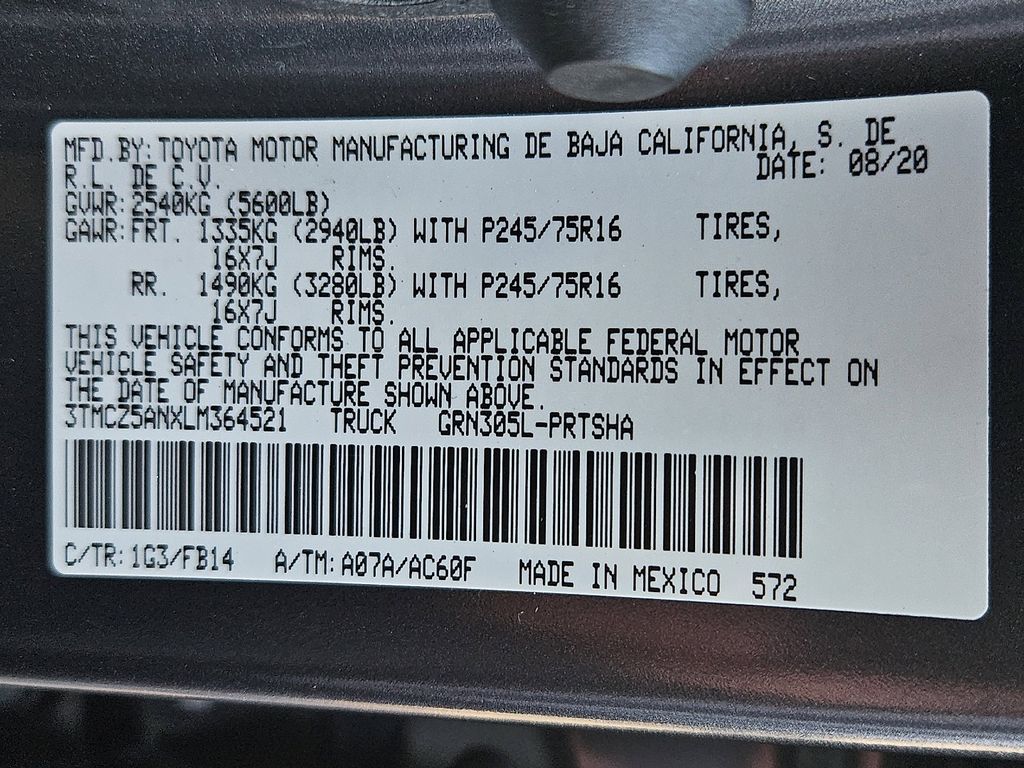 MFD.BY: TOYOTA MOTOR MANUFACTURING DE BAJA CALIFORNIA, S. DE
R.L. DE C.V. DATE: 08/20
GVWR: 2540KG (5600LB)
GAWR: FRT. 1335KG (2940LB) WITH P245/75R16 TIRES,
16X7J RIMS.
RR. 1490KG (3280LB) WITH P245/75R16 TIRES,
16X7J RIMS.
THIS VEHICLE CONFORMS TO ALL APPLICABLE FEDERAL MOTOR
VEHICLE SAFETY AND THEFT PREVENTION STANDARDS IN EFFECT ON
THE DATE OF MANUFACTURE SHOWN ABOVE.
3TMCZ5ANXLM364521 TRUCK GRN305L-PRTSHA
C/TR: 1G3/FB14 A/TM: A07A/AC60F MADE IN MEXICO 572